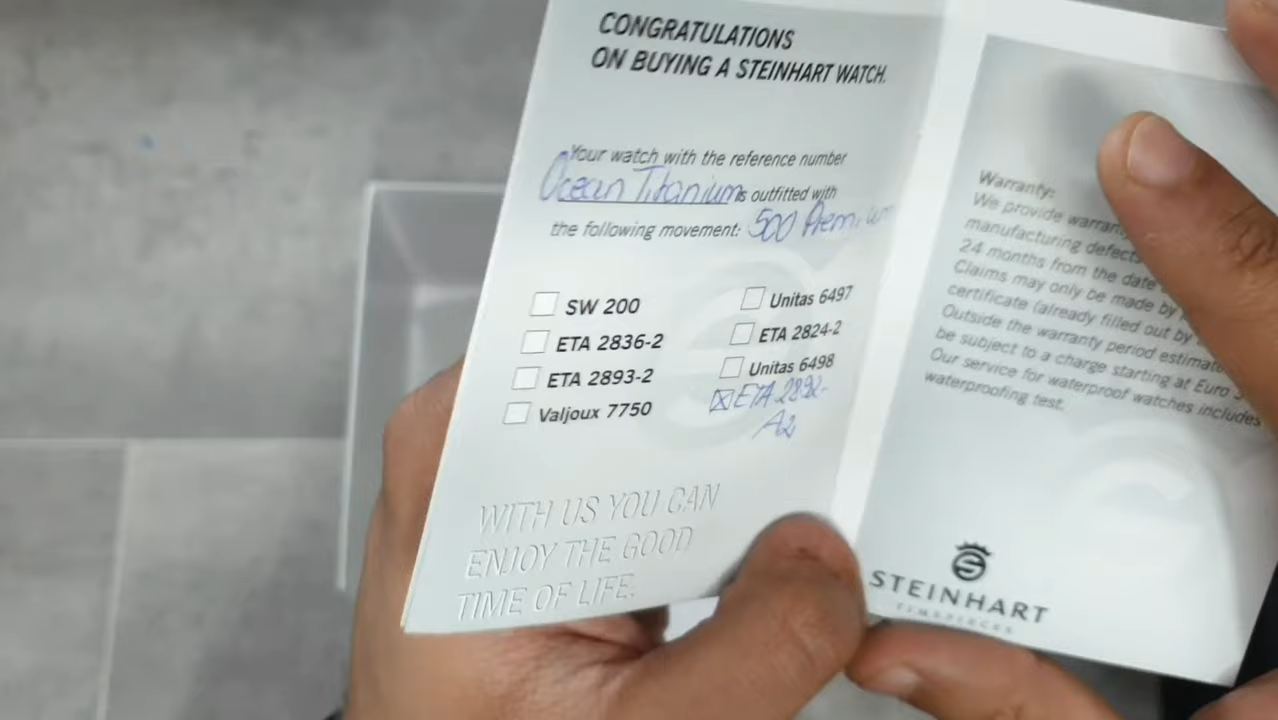 CONGRATULATIONS
ON BUYING A STEINHART WATCH.
Your watch with the reference number
Ocean Titanium is outfitted with
the following movement: 500 Premium
SW 200
ETA 2836-2
ETA 2893-2
Valjoux 7750
Unitas 6497
ETA 2824-2
Unitas 6498
ETA 2892-
A2
WITH US YOU CAN
ENJOY THE GOOD
TIME OF LIFE.
Warranty:
We provide warran
manufacturing defects
24 months from the date
Claims may only be made by
certificate (already filled out by
Outside the warranty period estimate
be subject to a charge starting at Euro
Our service for waterproof watches includes
waterproofing test.
STEINHART
TIMEPIECES